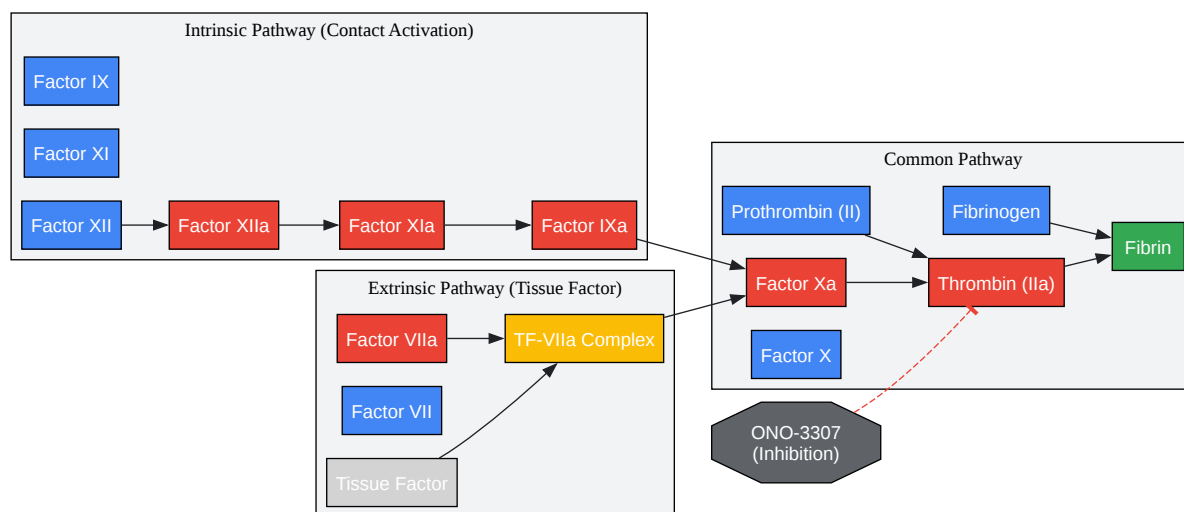 Intrinsic Pathway (Contact Activation)
Factor IX
Factor XI
Factor XII
Factor XIIa
Factor XIa
Factor IXa
Extrinsic Pathway (Tissue Factor)
Factor VIIa
TF-VIIa Complex
Factor VII
Tissue Factor
Common Pathway
Prothrombin (II)
Fibrinogen
Fibrin
Factor Xa
Thrombin (IIa)
Factor X
ONO-3307
(Inhibition)